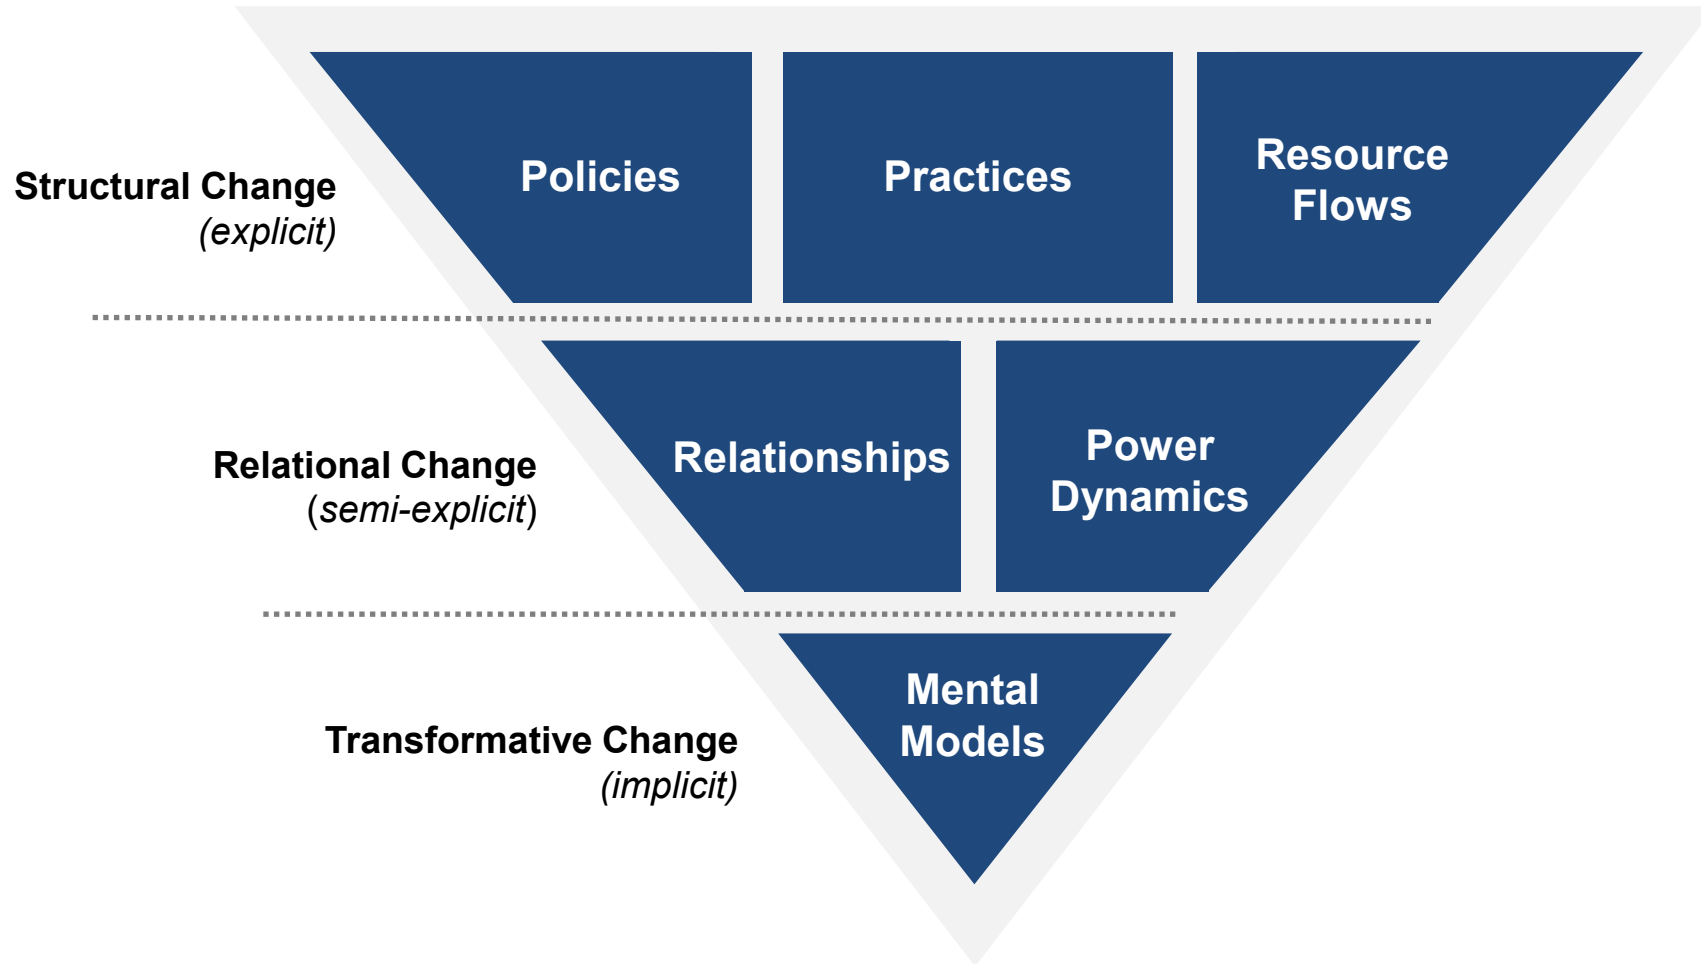 Structural Change
(explicit)
Policies
Practices
Resource
Flows
Relational Change
(semi-explicit)
Relationships
Power
Dynamics
Transformative Change
(implicit)
Mental
Models